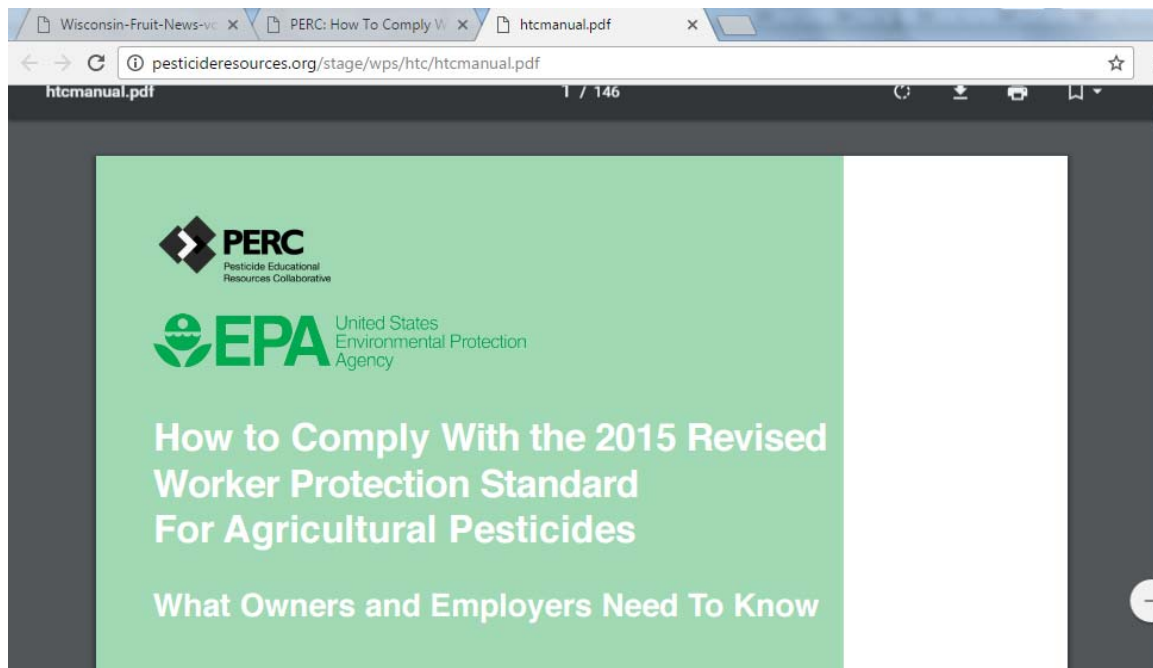 Wisconsin-Fruit-News-vo
PERC: How To Comply W
htcmanual.pdf
pesticideresources.org/stage/wps/htc/htcmanual.pdf
htcmanual.pdf
1 / 146
PERC
Pesticide Educational
Resources Collaborative
EPA
United States
Environmental Protection
Agency
How to Comply With the 2015 Revised
Worker Protection Standard
For Agricultural Pesticides
What Owners and Employers Need To Know